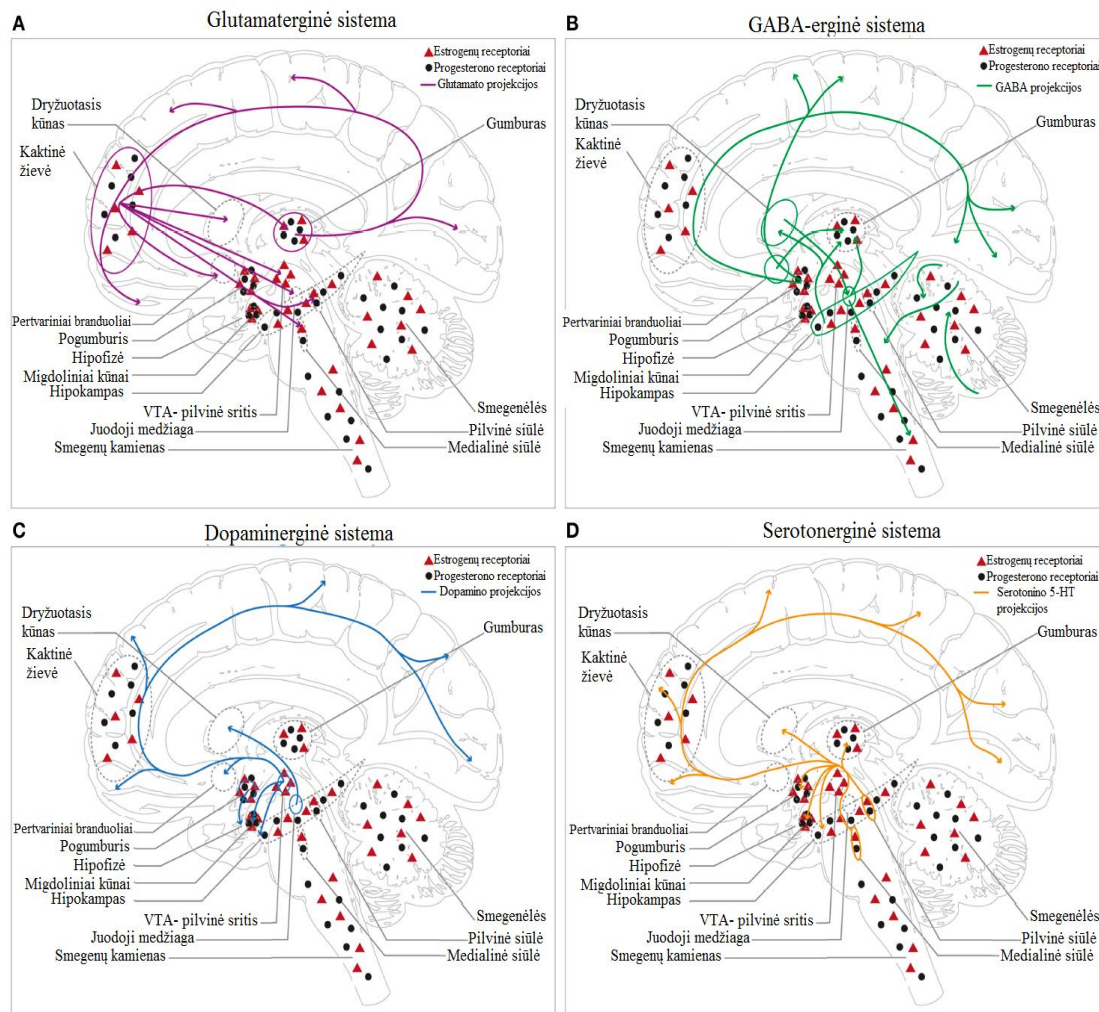 A
Glutamaterginė sistema
Estrogenų receptoriai
Progesterono receptoriai
Glutamato projekcijos
Dryžuotasis
kūnas
Gumburas
Kaktinė
žievė
Pertvariniai branduoliai
Pogumburis
Hipofizė
Migdoliniai kūnai
Hipokampas
VTA- pilvinė sritis
Juodoji medžiaga
Smegenų kamienas
Smegenėlės
Pilvinė siūlė
Medialinė siūlė
B
GABA-erginė sistema
Estrogenų receptoriai
Progesterono receptoriai
GABA projekcijos
Dryžuotasis
kūnas
Gumburas
Kaktinė
žievė
Pertvariniai branduoliai
Pogumburis
Hipofizė
Migdoliniai kūnai
Hipokampas
VTA- pilvinė sritis
Juodoji medžiaga
Smegenų kamienas
Smegenėlės
Pilvinė siūlė
Medialinė siūlė
C
Dopaminerginė sistema
Estrogenų receptoriai
Progesterono receptoriai
Dopamino projekcijos
Dryžuotasis
kūnas
Gumburas
Kaktinė
žievė
Pertvariniai branduoliai
Pogumburis
Hipofizė
Migdoliniai kūnai
Hipokampas
VTA- pilvinė sritis
Juodoji medžiaga
Smegenų kamienas
Smegenėlės
Pilvinė siūlė
Medialinė siūlė
D
Serotonerginė sistema
Estrogenų receptoriai
Progesterono receptoriai
Serotonino 5-HT
projekcijos
Dryžuotasis
kūnas
Gumburas
Kaktinė
žievė
Pertvariniai branduoliai
Pogumburis
Hipofizė
Migdoliniai kūnai
Hipokampas
VTA- pilvinė sritis
Juodoji medžiaga
Smegenų kamienas
Smegenėlės
Pilvinė siūlė
Medialinė siūlė